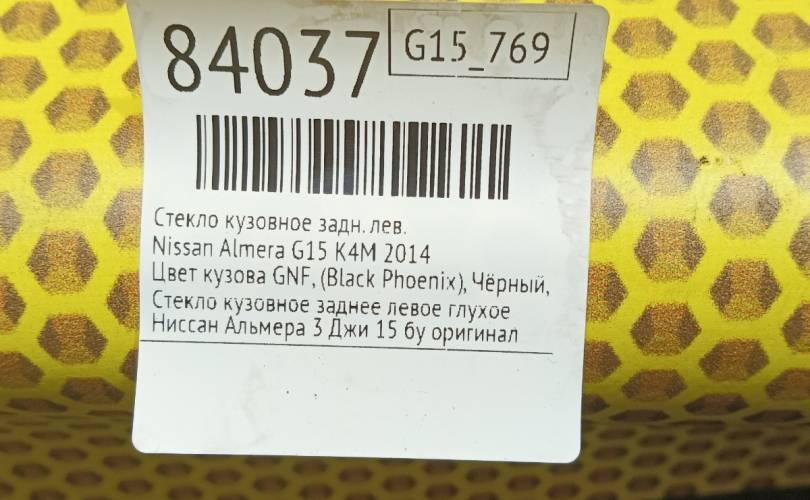 84037
G15_769
Стекло кузовное задн. лев.
Nissan Almera G15 K4M 2014
Цвет кузова GNF, (Black Phoenix), Чёрный,
Стекло кузовное заднее левое глухое
Ниссан Альмера 3 Джи 15 бу оригинал